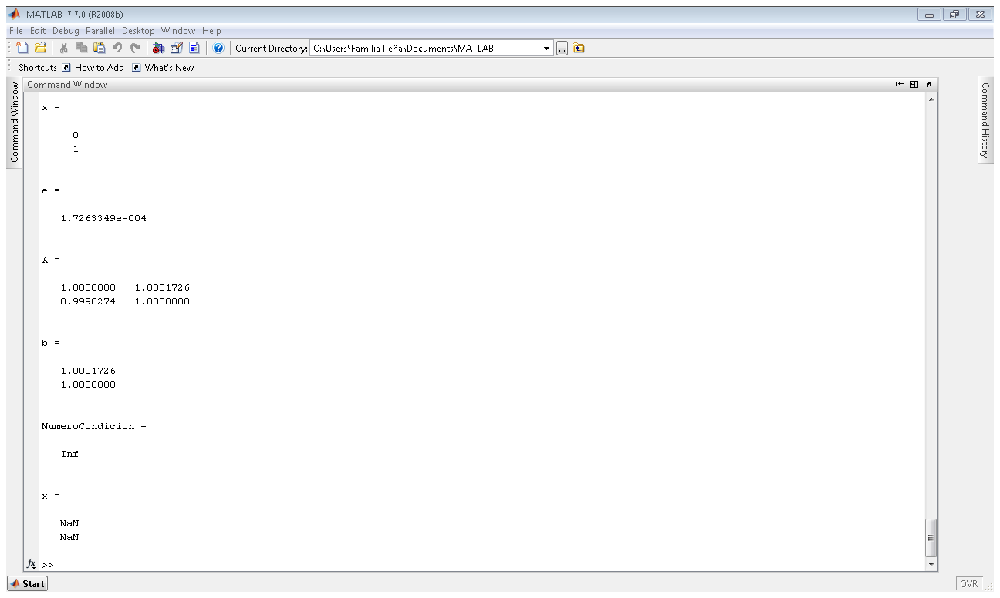 MATLAB 7.7.0 (R2008b)
File Edit Debug Parallel Desktop Window Help
Current Directory: C:\Users\Familia Peña\Documents\MATLAB ...
Shortcuts How to Add What's New
Command Window
Command Window
Command History
x =
0
1
e =
1.7263349e-004
A =
1.0000000 1.0001726
0.9998274 1.0000000
b =
1.0001726
1.0000000
NumeroCondicion =
Inf
x =
NaN
NaN
fx >>
Start
OVR